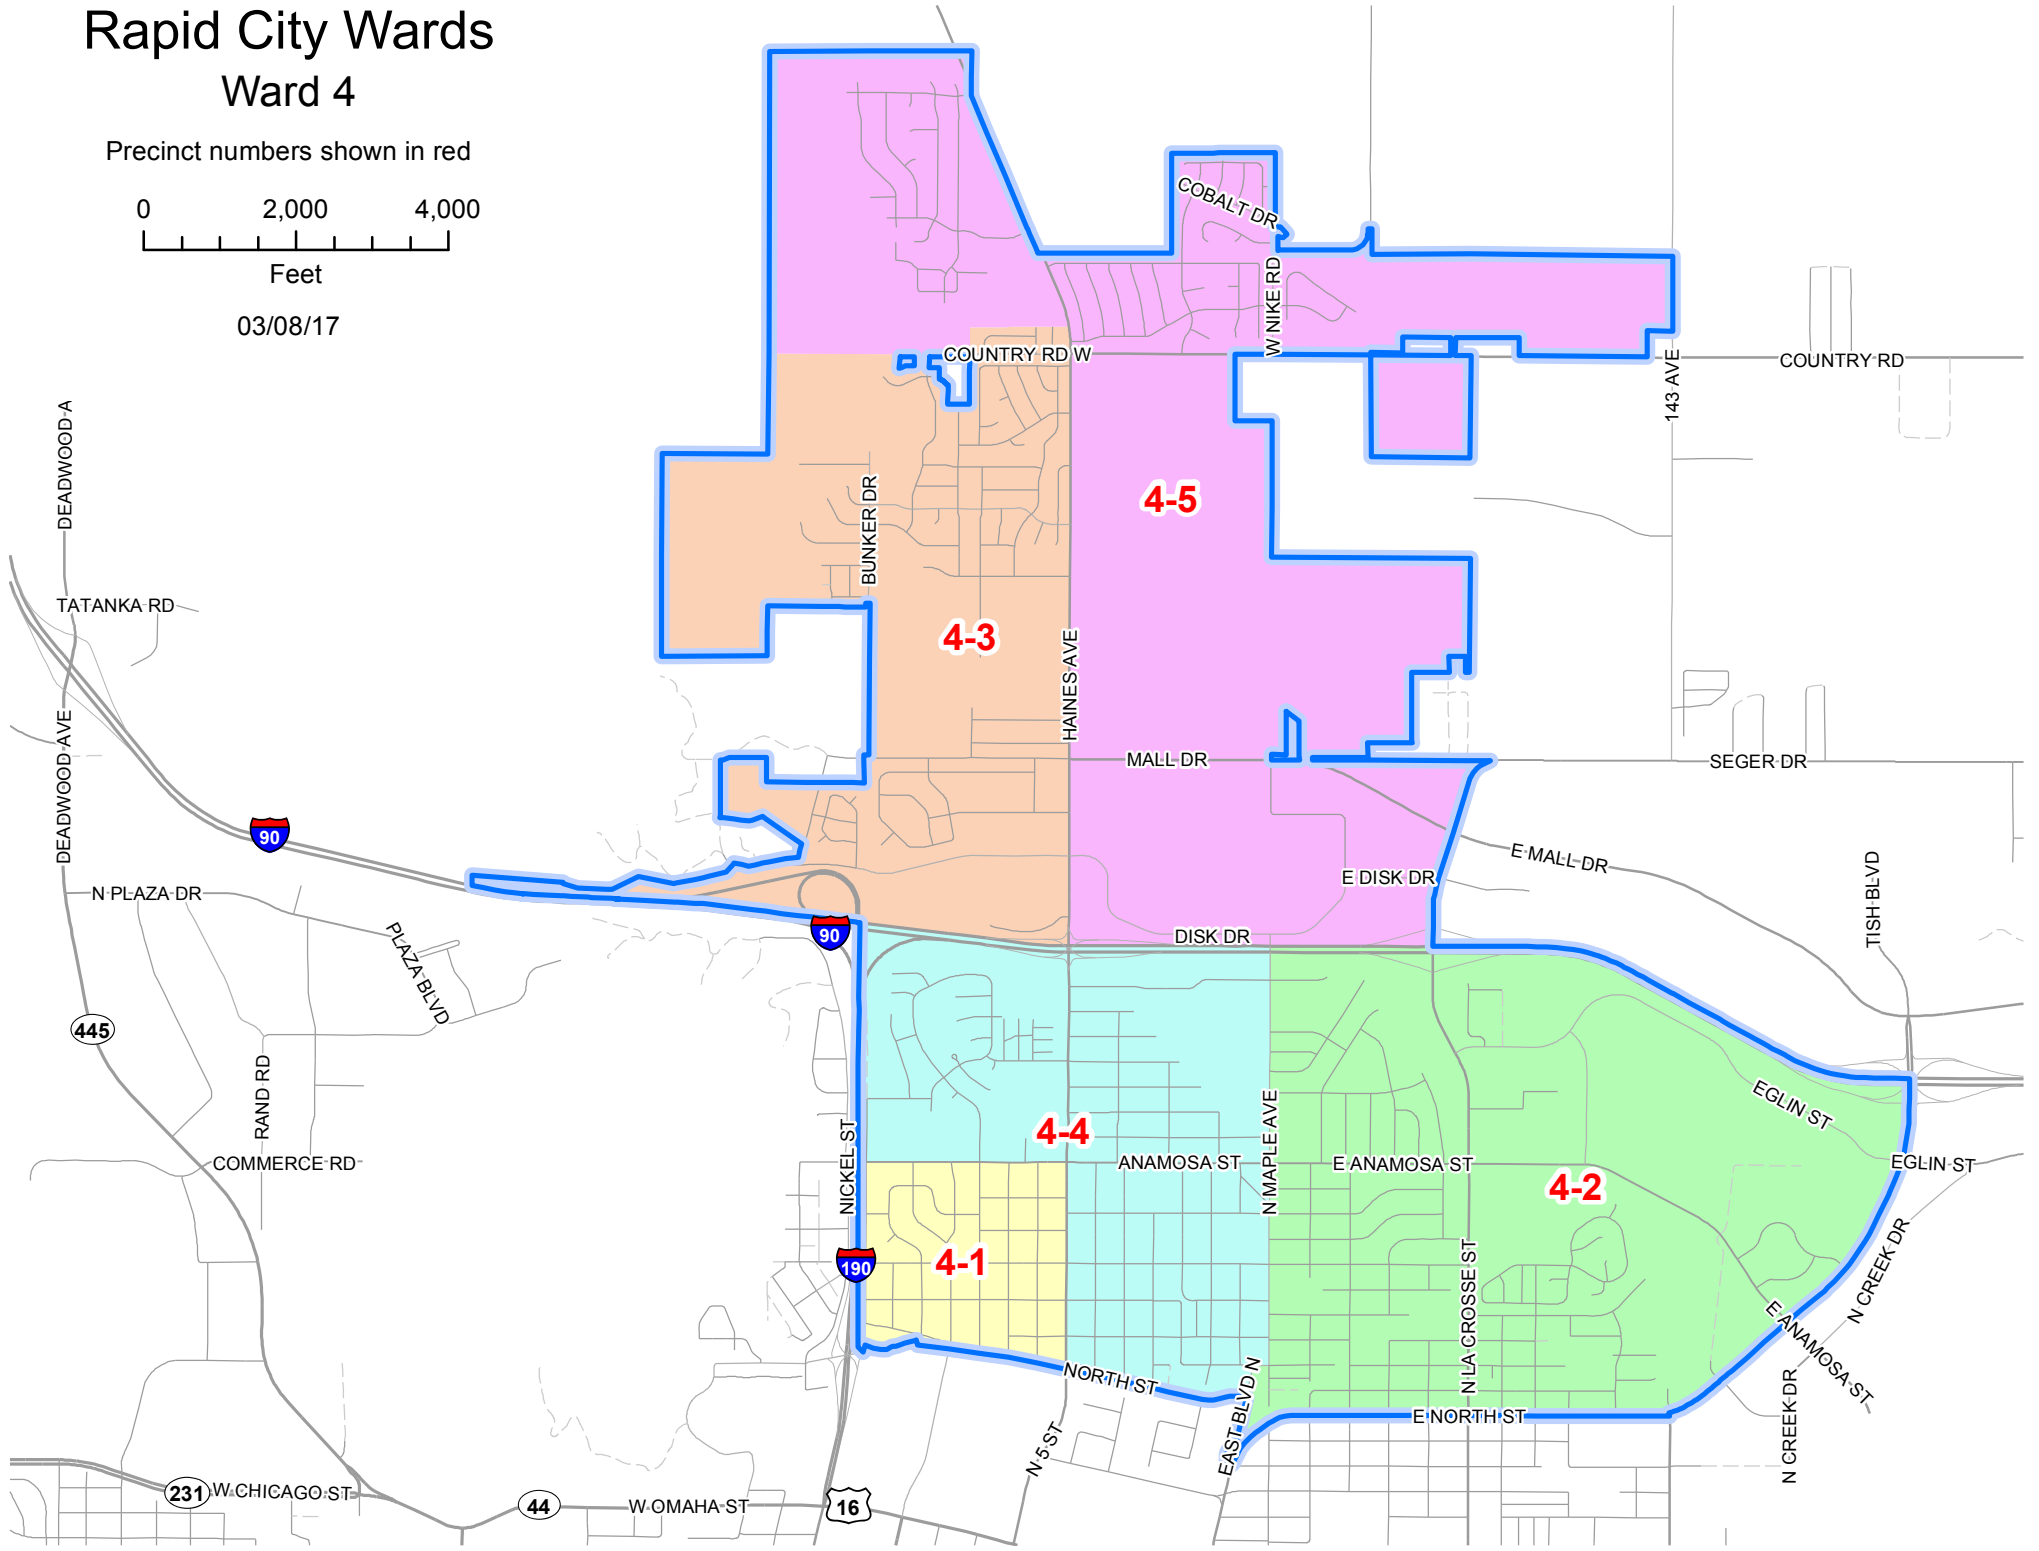 Rapid City Wards
Ward 4
Precinct numbers shown in red
0 2,000 4,000
Feet
03/08/17
COBALT DR
W NIKE RD
COUNTRY RD W
COUNTRY RD
143 AVE
DEADWOOD A
BUNKER DR
4-5
TATANKA RD
4-3
HAINES AVE
DEADWOOD AVE
MALL DR
SEGER DR
90
E MALL DR
E DISK DR
TISH BLVD
N PLAZA DR
PLAZA BLVD
90
DISK DR
445
RAND RD
EGLIN ST
N MAPLE AVE
4-4
NICKEL ST
COMMERCE RD
ANAMOSA ST
E ANAMOSA ST
EGLIN ST
4-2
N CREEK DR
4-1
190
N LA CROSSE ST
E ANAMOSA ST
NORTH ST
EAST BLVD N
E NORTH ST
N CREEK DR
N 5 ST
231
W CHICAGO ST
44
W OMAHA ST
16